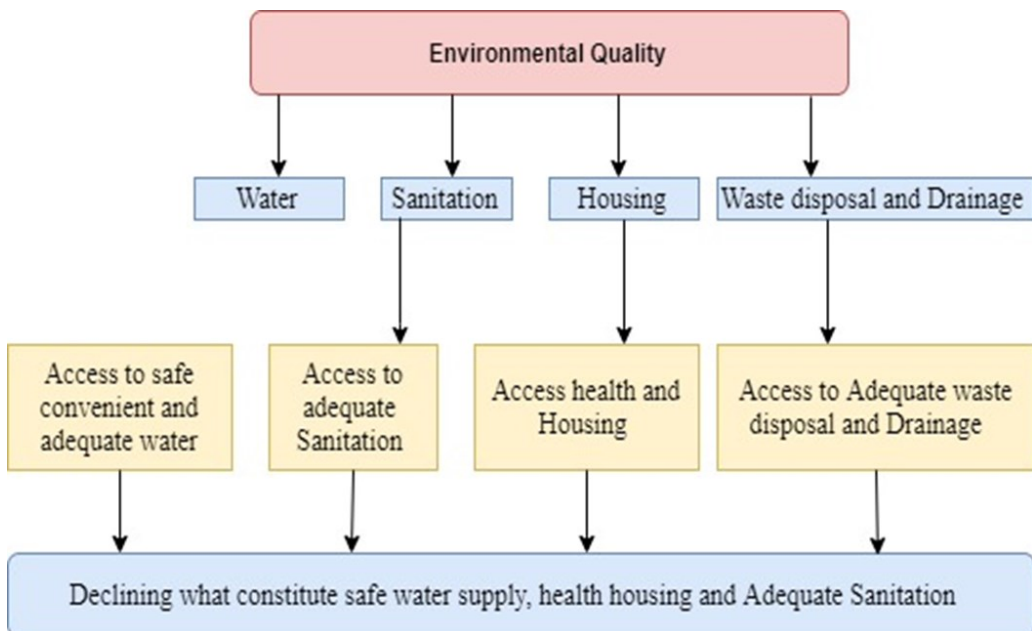 Environmental Quality
Water
Sanitation
Housing
Waste disposal and Drainage
Access to safe
convenient and
adequate water
Access to
adequate
Sanitation
Access health and
Housing
Access to Adequate waste
disposal and Drainage
Declining what constitute safe water supply, health housing and Adequate Sanitation